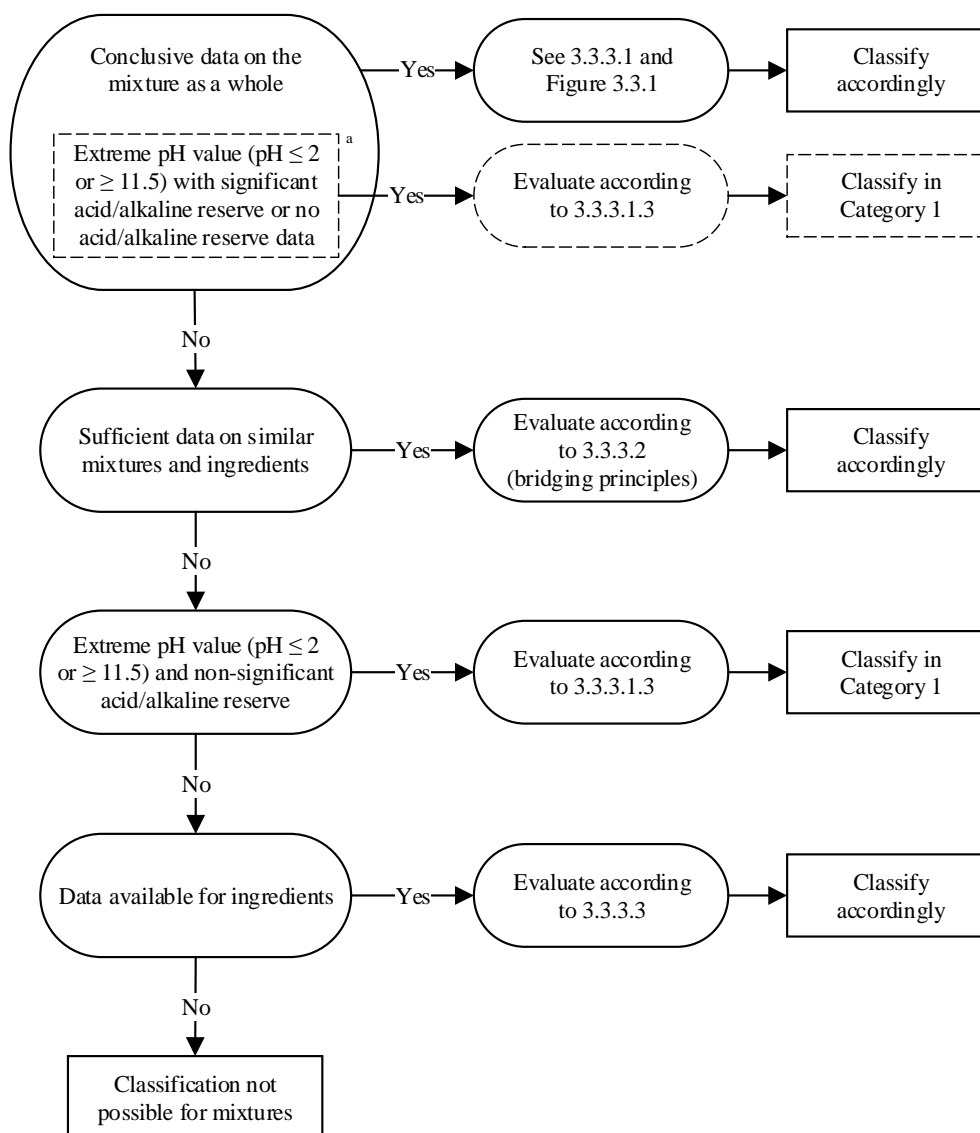 Conclusive data on the
mixture as a whole
Yes
See 3.3.3.1 and
Figure 3.3.1
Classify
accordingly
a
Extreme pH value (pH ≤ 2
or ≥ 11.5) with significant
acid/alkaline reserve or no
acid/alkaline reserve data
Yes
Evaluate according
to 3.3.3.1.3
Classify in
Category 1
No
Sufficient data on similar
mixtures and ingredients
Yes
Evaluate according
to 3.3.3.2
(bridging principles)
Classify
accordingly
No
Extreme pH value (pH ≤ 2
or ≥ 11.5) and non-significant
acid/alkaline reserve
Yes
Evaluate according
to 3.3.3.1.3
Classify in
Category 1
No
Data available for ingredients
Yes
Evaluate according
to 3.3.3.3
Classify
accordingly
No
Classification not
possible for mixtures